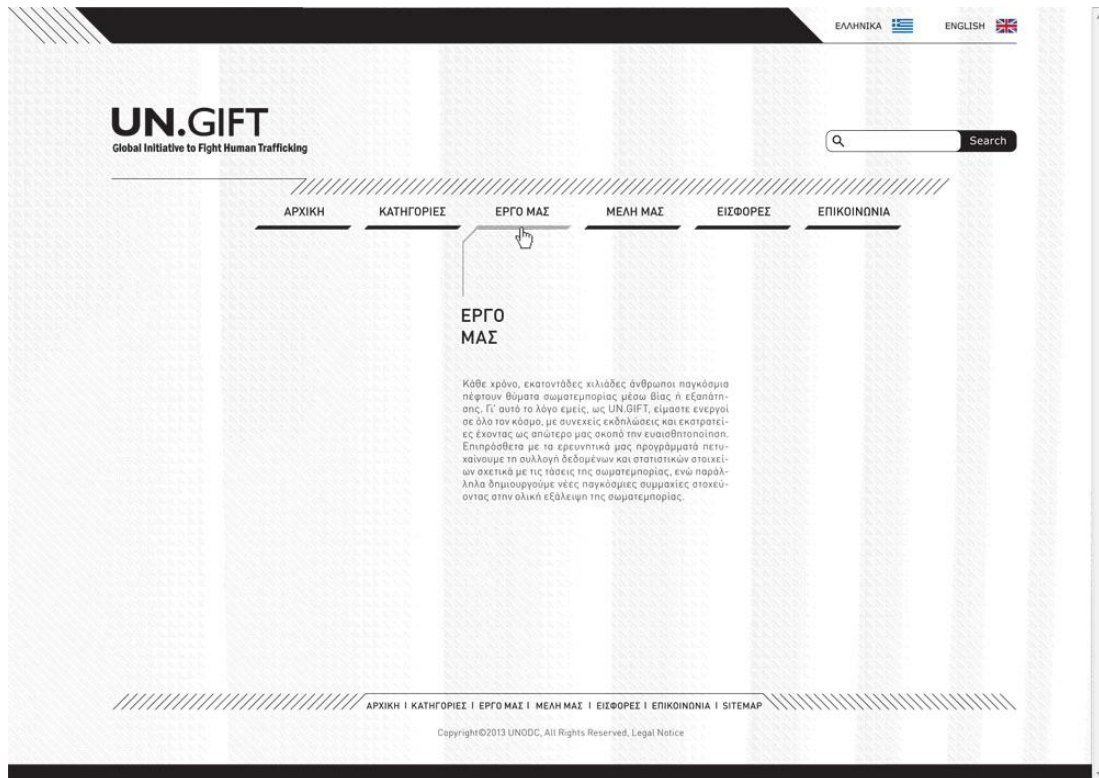 ΕΛΛΗΝΙΚΑ ENGLISH
UN.GIFT
Global Initiative to Fight Human Trafficking
Search
ΑΡΧΙΚΗ ΚΑΤΗΓΟΡΙΕΣ ΕΡΓΟ ΜΑΣ ΜΕΛΗ ΜΑΣ ΕΙΣΦΟΡΕΣ ΕΠΙΚΟΙΝΩΝΙΑ
ΕΡΓΟ
ΜΑΣ
Κάθε χρόνο, εκατοντάδες χιλιάδες άνθρωποι παγκόσμια
πέφτουν θύματα σωματεμπορίας μέσω βίας ή εξαπάτη-
σης. Γι' αυτό το λόγο εμείς, ως UN.GIFT, είμαστε ενεργοί
σε όλο τον κόσμο, με συνεχείς εκδηλώσεις και εκστρατεί-
ες έχοντας ως απώτερο μας σκοπό την ευαισθητοποίηση.
Επιπρόσθετα με τα ερευνητικά μας προγράμματά πετυ-
χαίνουμε τη συλλογή δεδομένων και στατιστικών στοιχεί-
ων σχετικά με τις τάσεις της σωματεμπορίας, ενώ παράλ-
ληλα δημιουργούμε νέες παγκόσμιες συμμαχίες στοχεύ-
οντας στην ολική εξάλειψη της σωματεμπορίας.
ΑΡΧΙΚΗ | ΚΑΤΗΓΟΡΙΕΣ | ΕΡΓΟ ΜΑΣ | ΜΕΛΗ ΜΑΣ | ΕΙΣΦΟΡΕΣ | ΕΠΙΚΟΙΝΩΝΙΑ | SITEMAP
Copyright©2013 UNODC, All Rights Reserved, Legal Notice